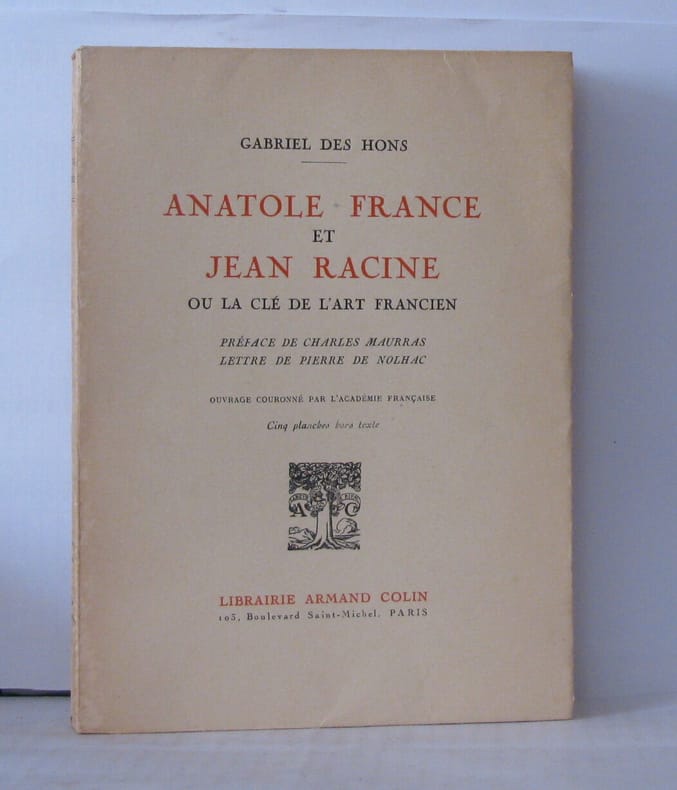 GABRIEL DES HONS
ANATOLE FRANCE
ET
JEAN RACINE
OU LA CLÉ DE L'ART FRANCIEN
PRÉFACE DE CHARLES MAURRAS
LETTRE DE PIERRE DE NOLHAC
OUVRAGE COURONNÉ PAR L'ACADÉMIE FRANÇAISE
Cinq planches hors texte
A C
LIBRAIRIE ARMAND COLIN
103, Boulevard Saint-Michel, PARIS